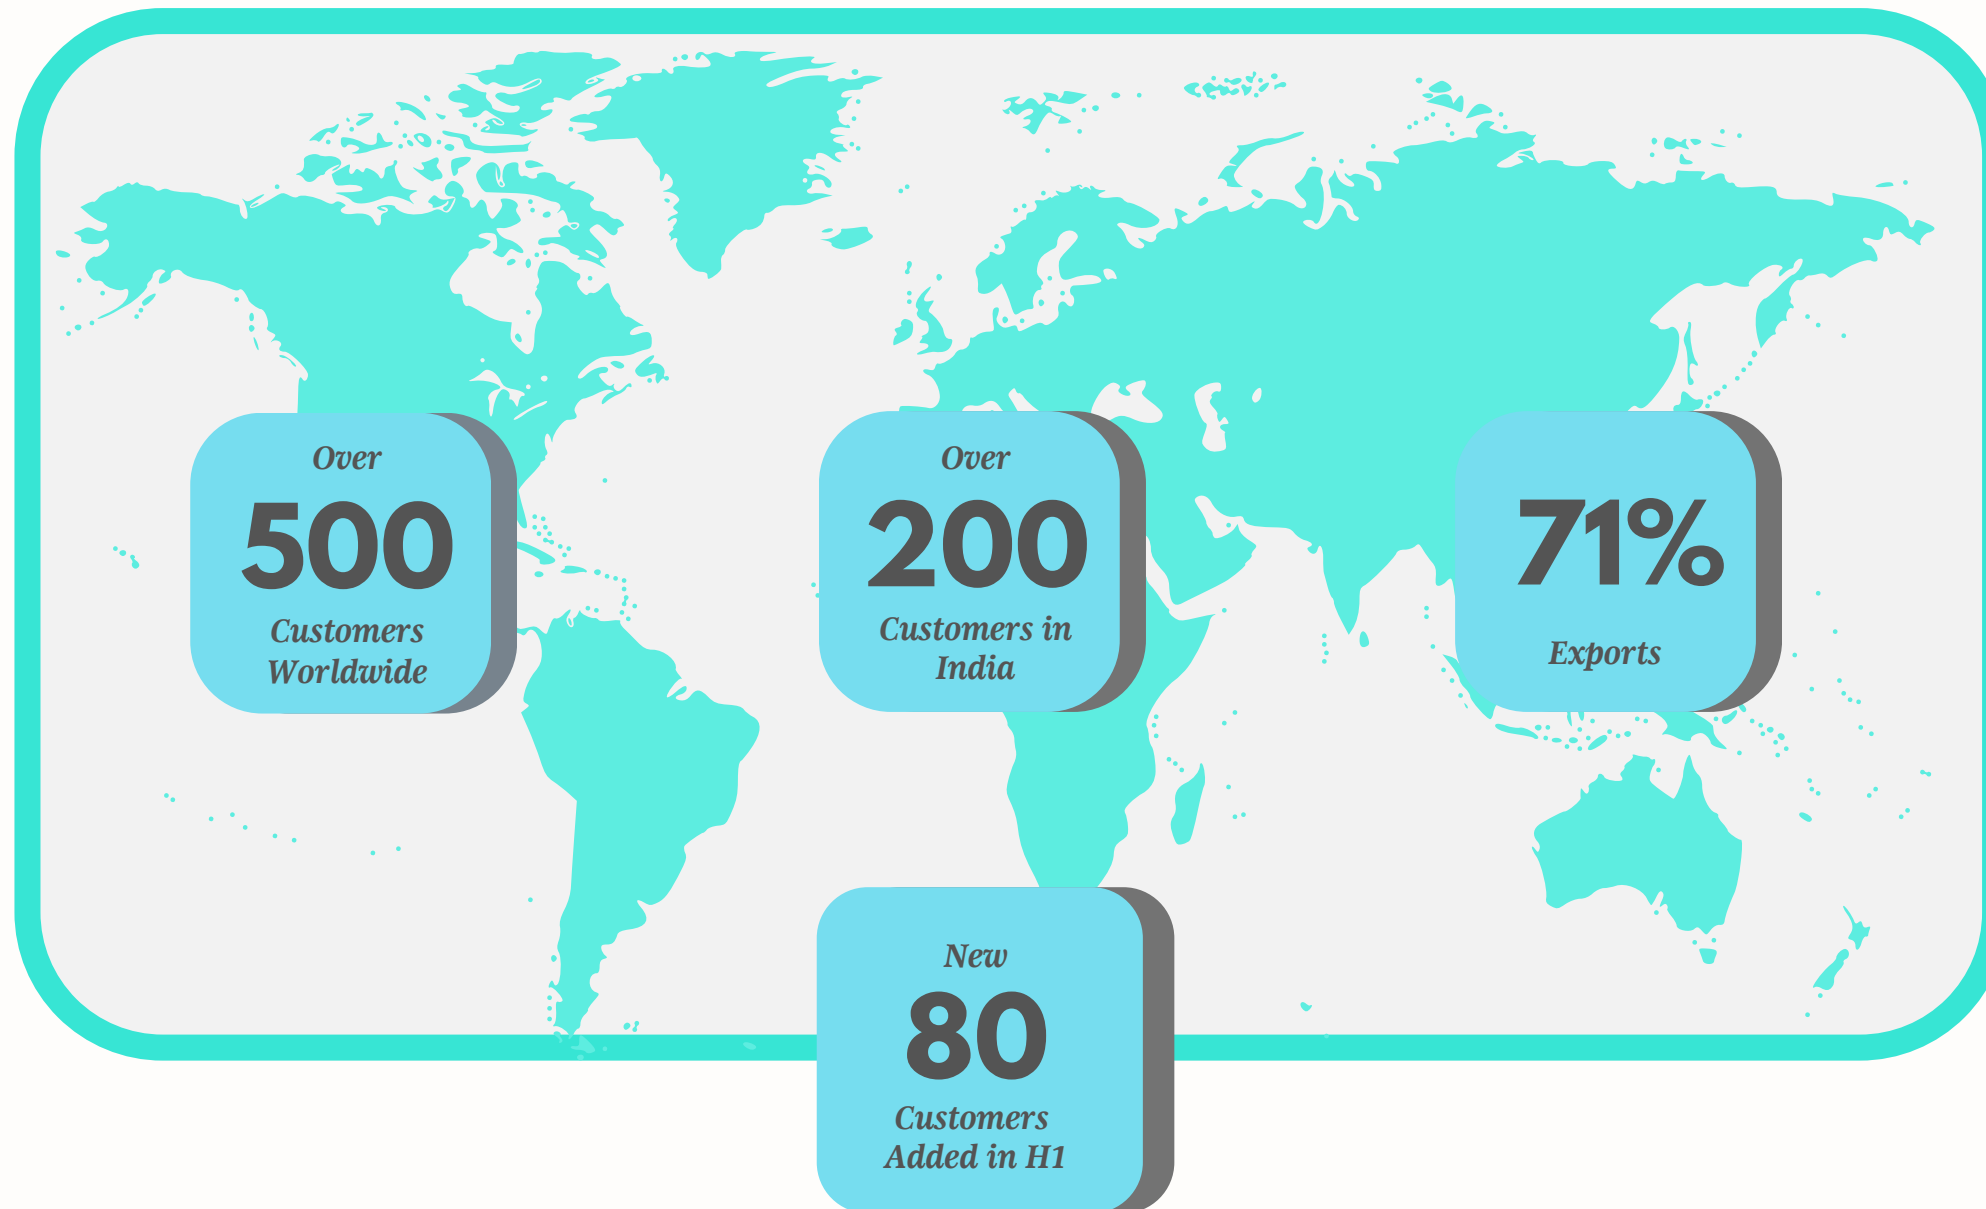 Over
500
Customers
Worldwide
Over
200
Customers in
India
71%
Exports
New
80
Customers
Added in H1